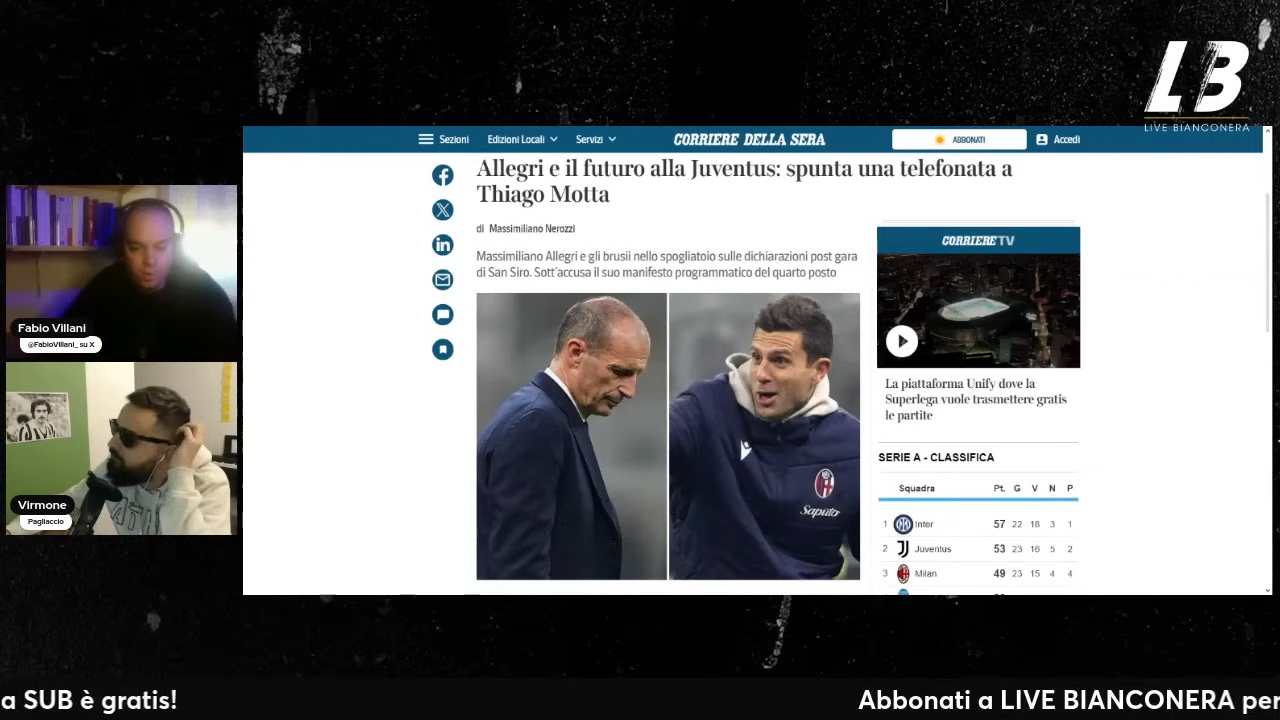 LB
LIVE BIANCONERA
Sezioni
Edizioni Locali
Servizi
CORRIERE DELLA SERA
ABBONATI
Accedi
Allegri e il futuro alla Juventus: spunta una telefonata a
Thiago Motta
di Massimiliano Nerozzi
Massimiliano Allegri e gli brusii nello spogliatoio sulle dichiarazioni post gara
di San Siro. Sott'accusa il suo manifesto programmatico del quarto posto
Saputo
CORRIERE TV
La piattaforma Unify dove la
Superlega vuole trasmettere gratis
le partite
SERIE A - CLASSIFICA
Squadra Pt. G V N P
1 Inter 57 22 18 3 1
2 Juventus 53 23 16 5 2
3 Milan 49 23 15 4 4
Fabio Villani
@FabioVillani_ su X
Virmone
Pagliaccio
a SUB è gratis!
Abbonati a LIVE BIANCONERA per